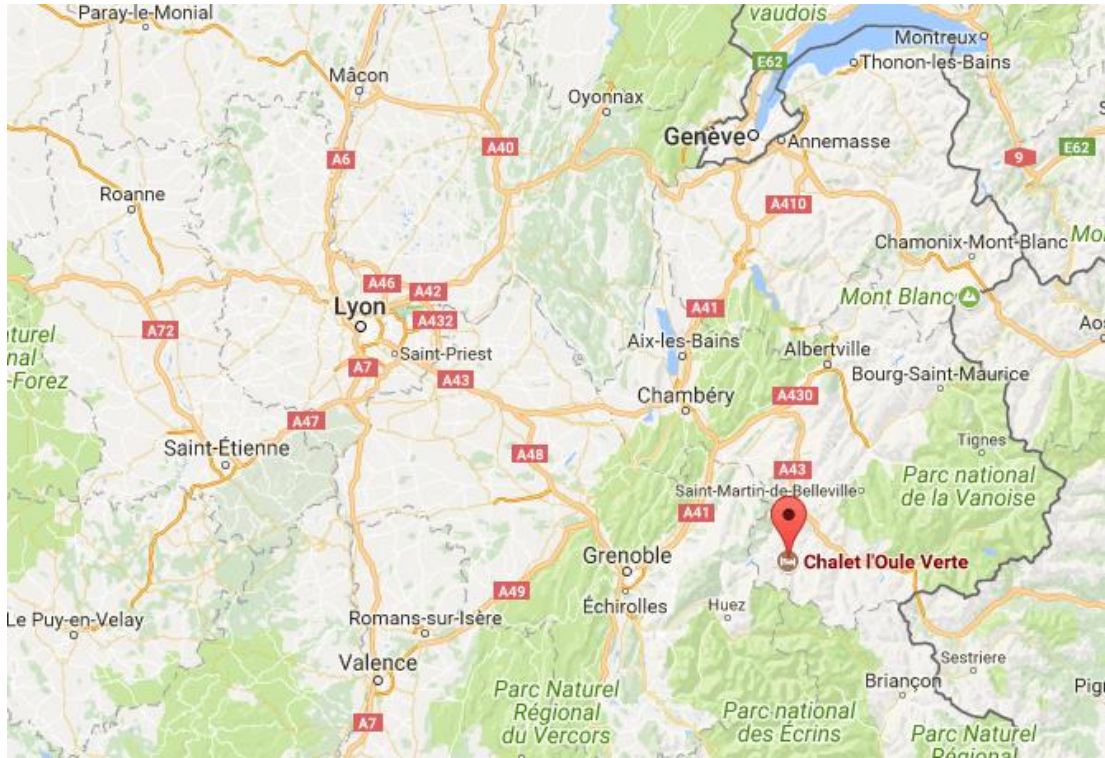 Paray-le-Monial
vaudois
Montreux
E62
Thonon-les-Bains
Mâcon
Oyonnax
Genève
Annemasse
A40
A6
9
E62
Roanne
A410
Chamonix-Mont-Blanc
A46
A42
Mont Blanc
Lyon
A432
A41
A72
Saint-Priest
Aix-les-Bains
Albertville
A7
A43
Bourg-Saint-Maurice
Chambéry
A430
A47
Saint-Étienne
A48
Tignes
A43
Parc national
de la Vanoise
Saint-Martin-de-Belleville
A41
Grenoble
Chalet l'Oule Verte
A49
Échirolles
Huez
Le Puy-en-Velay
Romans-sur-Isère
Valence
Sestriere
Briançon
Parc Naturel
Régional
du Vercors
Parc national
des Écrins
A7
Parc Naturel
Régional